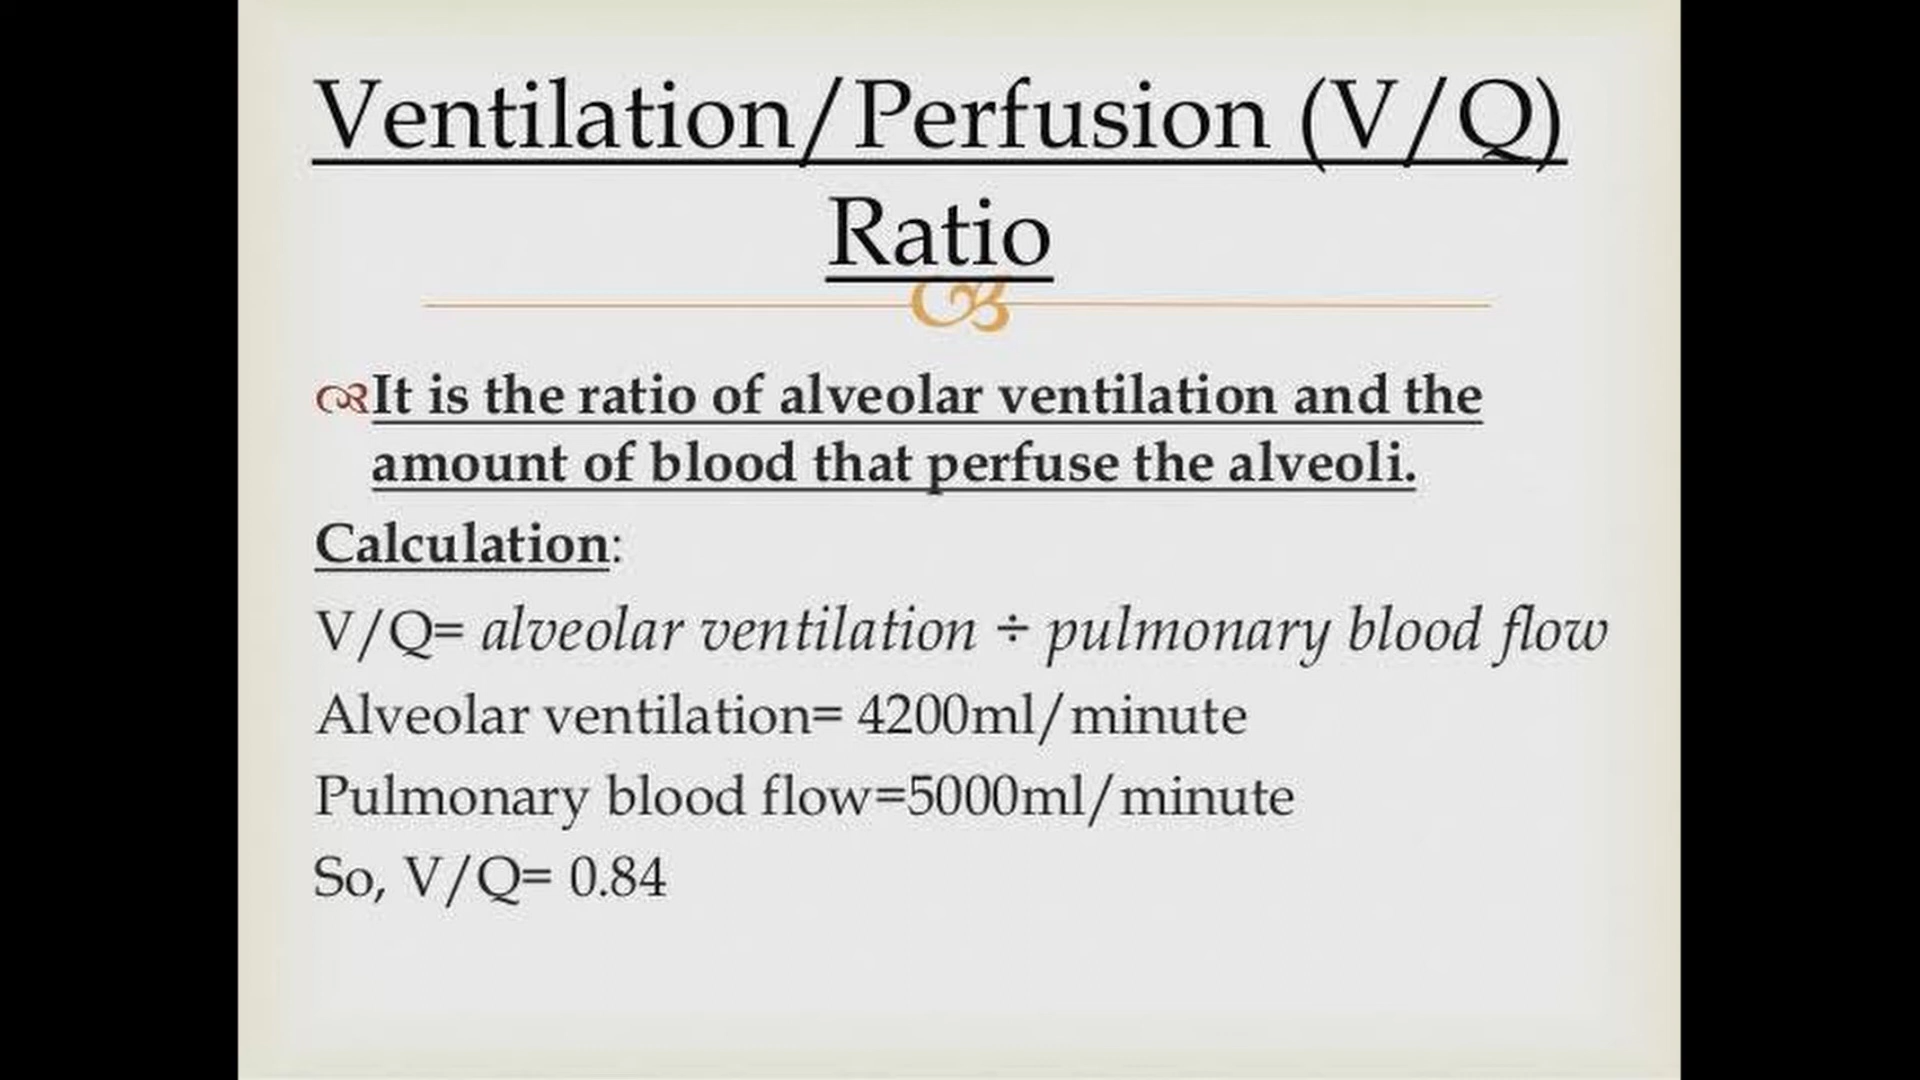 Ventilation/Perfusion (V/Q)
Ratio
It is the ratio of alveolar ventilation and the
amount of blood that perfuse the alveoli.
Calculation:
V/Q= alveolar ventilation ÷ pulmonary blood flow
Alveolar ventilation= 4200ml/minute
Pulmonary blood flow=5000ml/minute
So, V/Q= 0.84